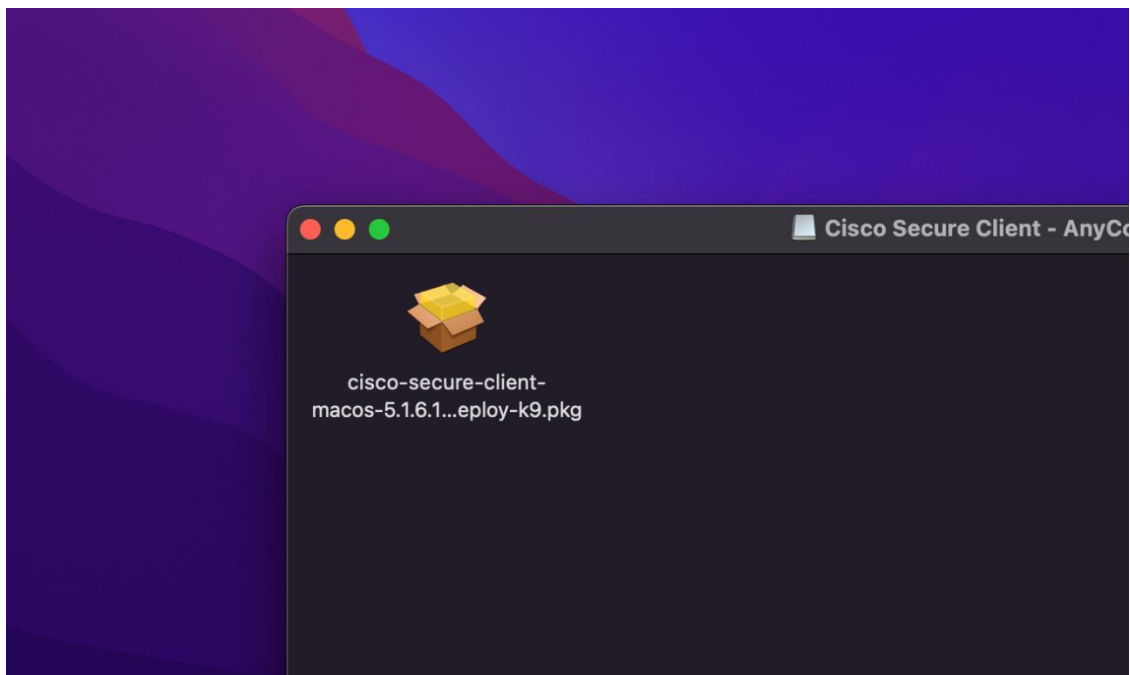 Cisco Secure Client - AnyCo
cisco-secure-client-
macos-5.1.6.1...eploy-k9.pkg